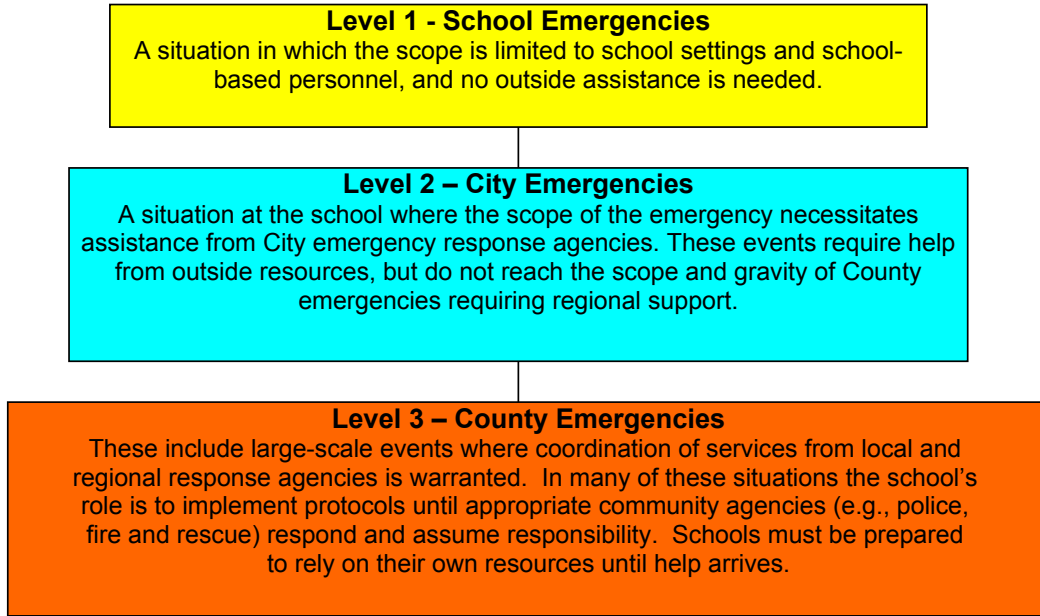 Level 1 - School Emergencies
A situation in which the scope is limited to school settings and school-
based personnel, and no outside assistance is needed.
Level 2 – City Emergencies
A situation at the school where the scope of the emergency necessitates
assistance from City emergency response agencies. These events require help
from outside resources, but do not reach the scope and gravity of County
emergencies requiring regional support.
Level 3 – County Emergencies
These include large-scale events where coordination of services from local and
regional response agencies is warranted.  In many of these situations the school’s
role is to implement protocols until appropriate community agencies (e.g., police,
fire and rescue) respond and assume responsibility.  Schools must be prepared
to rely on their own resources until help arrives.